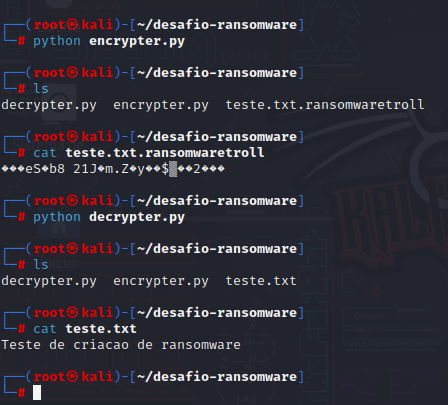 ┌──(root㉿kali)-[~/desafio-ransomware]
└─# python encrypter.py
┌──(root㉿kali)-[~/desafio-ransomware]
└─# ls
decrypter.py  encrypter.py  teste.txt.ransomwaretroll
┌──(root㉿kali)-[~/desafio-ransomware]
└─# cat teste.txt.ransomwaretroll
���eS�b8 21J�m.Z�y��$▒��2���
┌──(root㉿kali)-[~/desafio-ransomware]
└─# python decrypter.py
┌──(root㉿kali)-[~/desafio-ransomware]
└─# ls
decrypter.py  encrypter.py  teste.txt
┌──(root㉿kali)-[~/desafio-ransomware]
└─# cat teste.txt
Teste de criacao de ransomware
┌──(root㉿kali)-[~/desafio-ransomware]
└─#